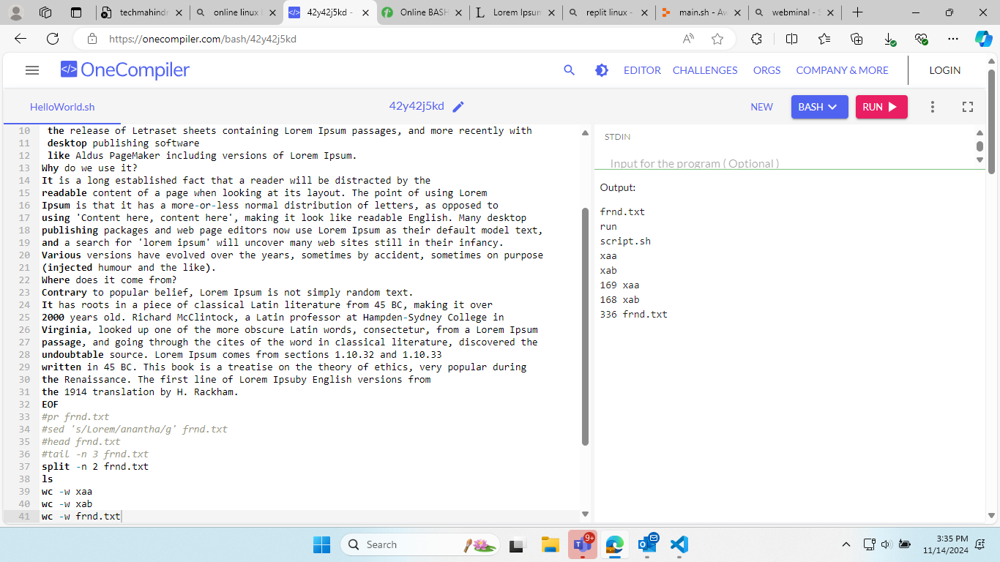 techmahindr
online linux
42y42j5kd -
Online BASH
Lorem Ipsum
replit linux -
main.sh - Aw
webminal - S
https://onecompiler.com/bash/42y42j5kd
OneCompiler
EDITOR CHALLENGES ORGS COMPANY & MORE LOGIN
HelloWorld.sh
42y42j5kd
NEW BASH RUN
10 the release of Letraset sheets containing Lorem Ipsum passages, and more recently with
11 desktop publishing software
12 like Aldus PageMaker including versions of Lorem Ipsum.
13 Why do we use it?
14 It is a long established fact that a reader will be distracted by the
15 readable content of a page when looking at its layout. The point of using Lorem
16 Ipsum is that it has a more-or-less normal distribution of letters, as opposed to
17 using 'Content here, content here', making it look like readable English. Many desktop
18 publishing packages and web page editors now use Lorem Ipsum as their default model text,
19 and a search for 'lorem ipsum' will uncover many web sites still in their infancy.
20 Various versions have evolved over the years, sometimes by accident, sometimes on purpose
21 (injected humour and the like).
22 Where does it come from?
23 Contrary to popular belief, Lorem Ipsum is not simply random text.
24 It has roots in a piece of classical Latin literature from 45 BC, making it over
25 2000 years old. Richard McClintock, a Latin professor at Hampden-Sydney College in
26 Virginia, looked up one of the more obscure Latin words, consectetur, from a Lorem Ipsum
27 passage, and going through the cites of the word in classical literature, discovered the
28 undoubtable source. Lorem Ipsum comes from sections 1.10.32 and 1.10.33
29 written in 45 BC. This book is a treatise on the theory of ethics, very popular during
30 the Renaissance. The first line of Lorem Ipsuby English versions from
31 the 1914 translation by H. Rackham.
32 EOF
33 #pr frnd.txt
34 #sed 's/Lorem/anantha/g' frnd.txt
35 #head frnd.txt
36 #tail -n 3 frnd.txt
37 split -n 2 frnd.txt
38 ls
39 wc -w xaa
40 wc -w xab
41 wc -w frnd.txt
STDIN
Input for the program ( Optional )
Output:
frnd.txt
run
script.sh
xaa
xab
169 xaa
168 xab
336 frnd.txt
Search
9+
3:35 PM
11/14/2024